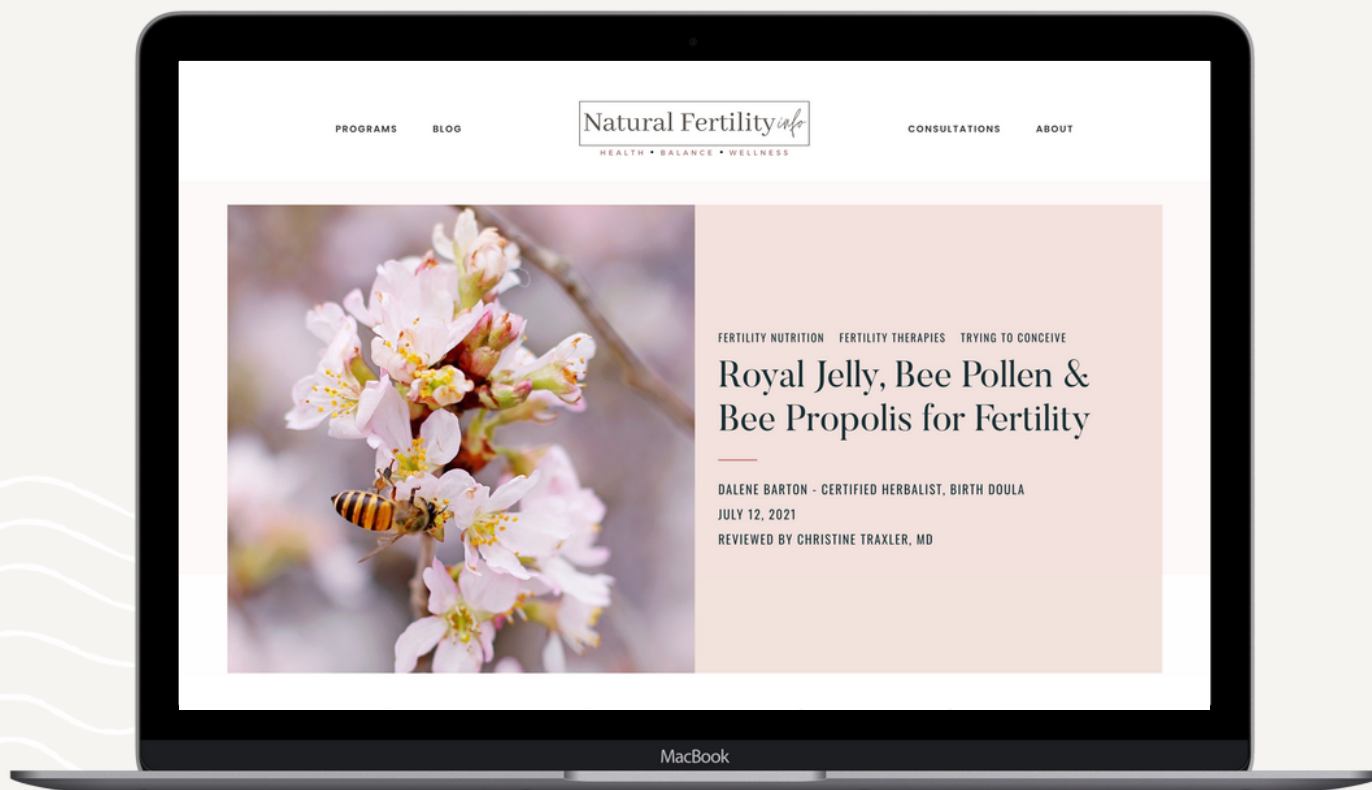 PROGRAMS BLOG
Natural Fertility info
HEALTH • BALANCE • WELLNESS
CONSULTATIONS ABOUT
FERTILITY NUTRITION FERTILITY THERAPIES TRYING TO CONCEIVE
Royal Jelly, Bee Pollen &
Bee Propolis for Fertility
DALENE BARTON - CERTIFIED HERBALIST, BIRTH DOULA
JULY 12, 2021
REVIEWED BY CHRISTINE TRAXLER, MD
MacBook